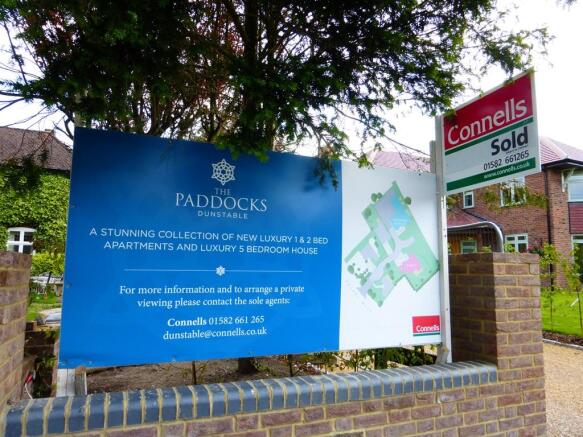 THE
PADDOCKS
DUNSTABLE
A STUNNING COLLECTION OF NEW LUXURY 1 & 2 BED
APARTMENTS AND LUXURY 5 BEDROOM HOUSE
For more information and to arrange a private
viewing please contact the sole agents:
Connells 01582 661 265
dunstable@connells.co.uk
Connells
Connells
Sold
01582 661265
www.connells.co.uk